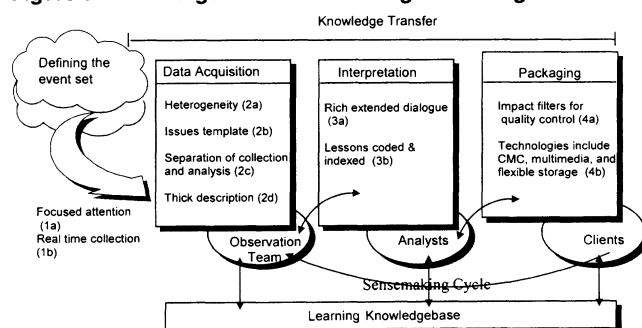 Knowledge Transfer
Defining the
event set
Focused attention
(1a)
Real time collection
(1b)
Data Acquisition
Heterogeneity (2a)
Issues template (2b)
Separation of collection
and analysis (2c)
Thick description (2d)
Interpretation
Rich extended dialogue
(3a)
Lessons coded &
indexed (3b)
Packaging
Impact filters for
quality control (4a)
Technologies include
CMC, multimedia, and
flexible storage (4b)
Observation
Team
Analysts
Clients
Sensemaking Cycle
Learning Knowledgebase